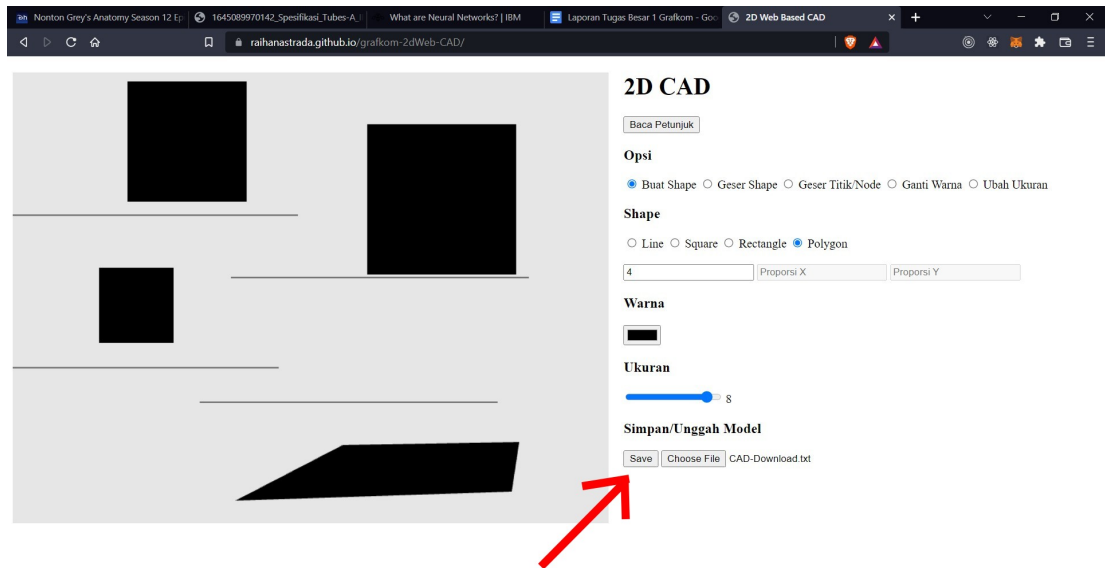 Nonton Grey's Anatomy Season 12 Ep
1645089970142_Spesifikasi_Tubes-A_I
What are Neural Networks? | IBM
Laporan Tugas Besar 1 Grafkom - Goo
2D Web Based CAD
raihanastrada.github.io/grafkom-2dWeb-CAD/
2D CAD
Baca Petunjuk
Opsi
Buat Shape Geser Shape Geser Titik/Node Ganti Warna Ubah Ukuran
Shape
Line Square Rectangle Polygon
4 Proporsi X Proporsi Y
Warna
Ukuran
8
Simpan/Unggah Model
Save Choose File CAD-Download.txt